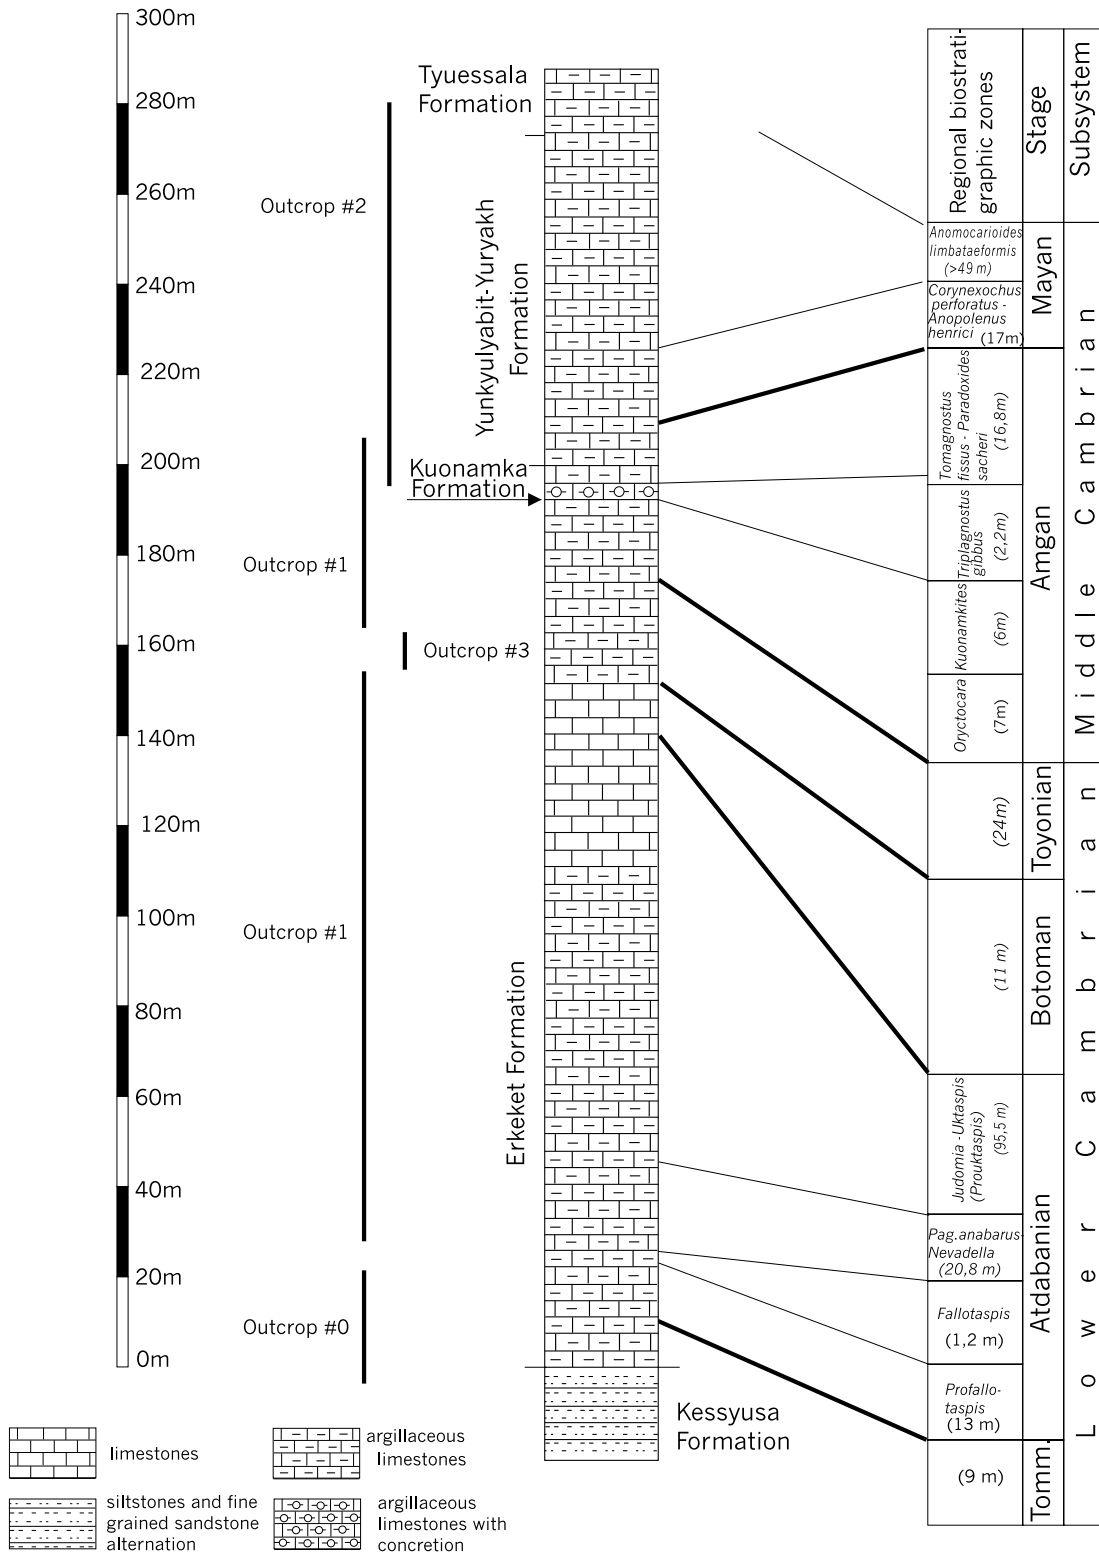 300m
280m
260m
240m
220m
200m
180m
160m
140m
120m
100m
80m
60m
40m
20m
0m
Outcrop #2
Outcrop #1
Outcrop #3
Outcrop #1
Outcrop #0
Tyuessala
Formation
Yunkyulyabit-Yuryakh
Formation
Kuonamka
Formation
Erkeket Formation
Kessyusa
Formation
Regional biostrati-
graphic zones
Stage
Subsystem
Anomocarioides
limbataeformis
(>49 m)
Corynexochus
perforatus -
Anopolenus
henrici (17m)
Tomagnostus
fissus - Paradoxides
sacheri
(16,8m)
Triplagnostus
gibbus
(2,2m)
Kuonamkites
(6m)
Oryctocara
(7m)
(24m)
(11 m)
Judomia - Uktaspis
(Prouktaspis)
(95,5 m)
Pag.anabarus-
Nevadella
(20,8 m)
Fallotaspis
(1,2 m)
Profallo-
taspis
(13 m)
(9 m)
Mayan
Amgan
Toyonian
Botoman
Atdabanian
Tomm.
Middle Cambrian
Lower Cambrian
limestones
argillaceous
limestones
siltstones and fine
grained sandstone
alternation
argillaceous
limestones with
concretion